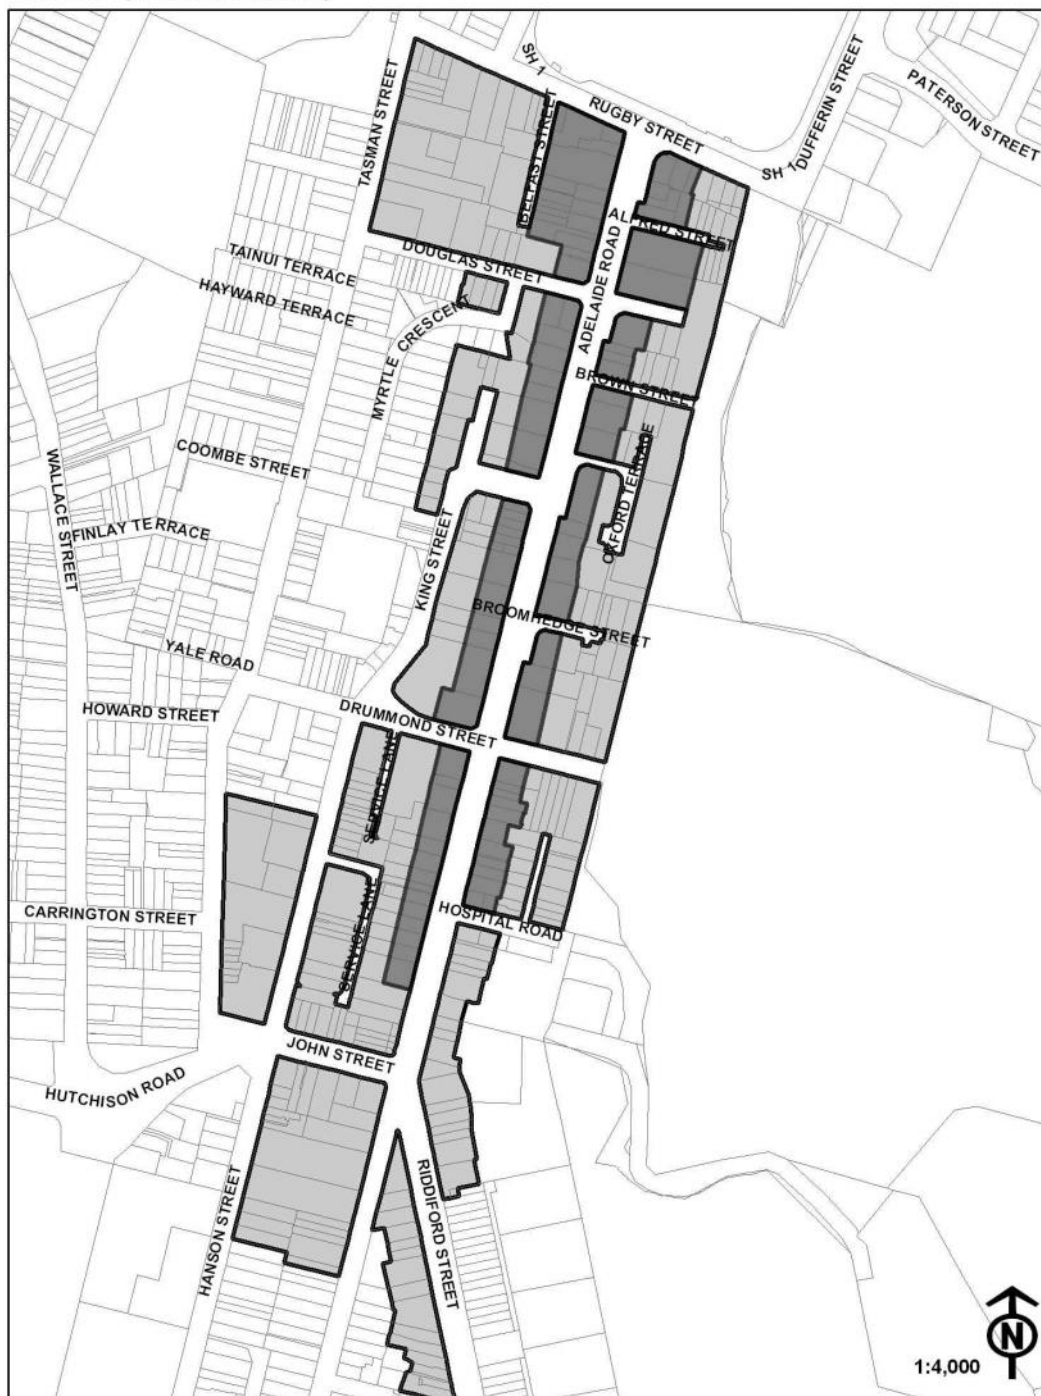 SH 1
RUGBY STREET
DUFFERIN STREET
PATERSON STREET
SH 1
TASMAN STREET
BELFAST STREET
ALFRED STREET
DOUGLAS STREET
ADELAIDE ROAD
TAINUI TERRACE
HAYWARD TERRACE
MYRTLE CRESCENT
BROWN STREET
COOMBE STREET
OXFORD TERRACE
WALLACE STREET
FINLAY TERRACE
KING STREET
BROOMHEDGE STREET
YALE ROAD
HOWARD STREET
DRUMMOND STREET
SERVICE LANE
SERVICE LANE
CARRINGTON STREET
HOSPITAL ROAD
JOHN STREET
HUTCHISON ROAD
HANSON STREET
RIDDIFORD STREET
N
1:4,000